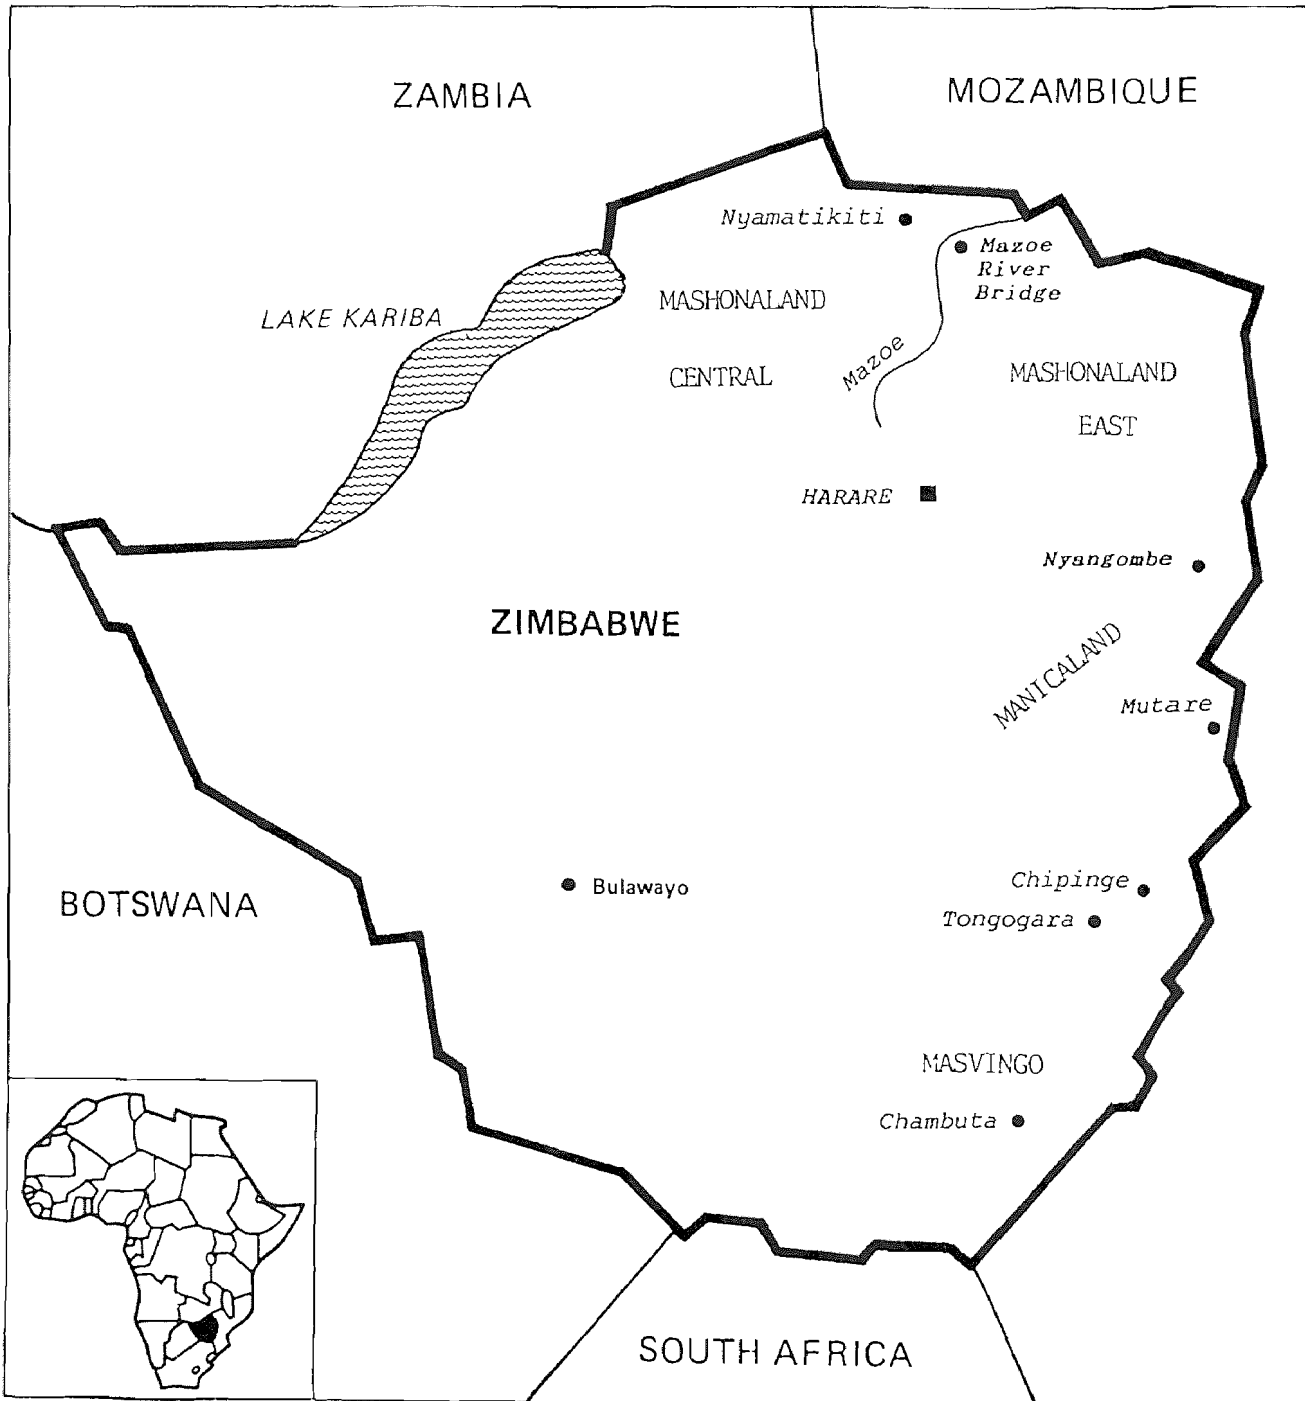 ZAMBIA
MOZAMBIQUE
Nyamatikiti
Mazoe
River
Bridge
MASHONALAND
CENTRAL
LAKE KARIBA
Mazoe
MASHONALAND
EAST
HARARE
Nyangombe
ZIMBABWE
MANICALAND
Mutare
BOTSWANA
Bulawayo
Chipinge
Tongogara
MASVINGO
Chambuta
SOUTH AFRICA